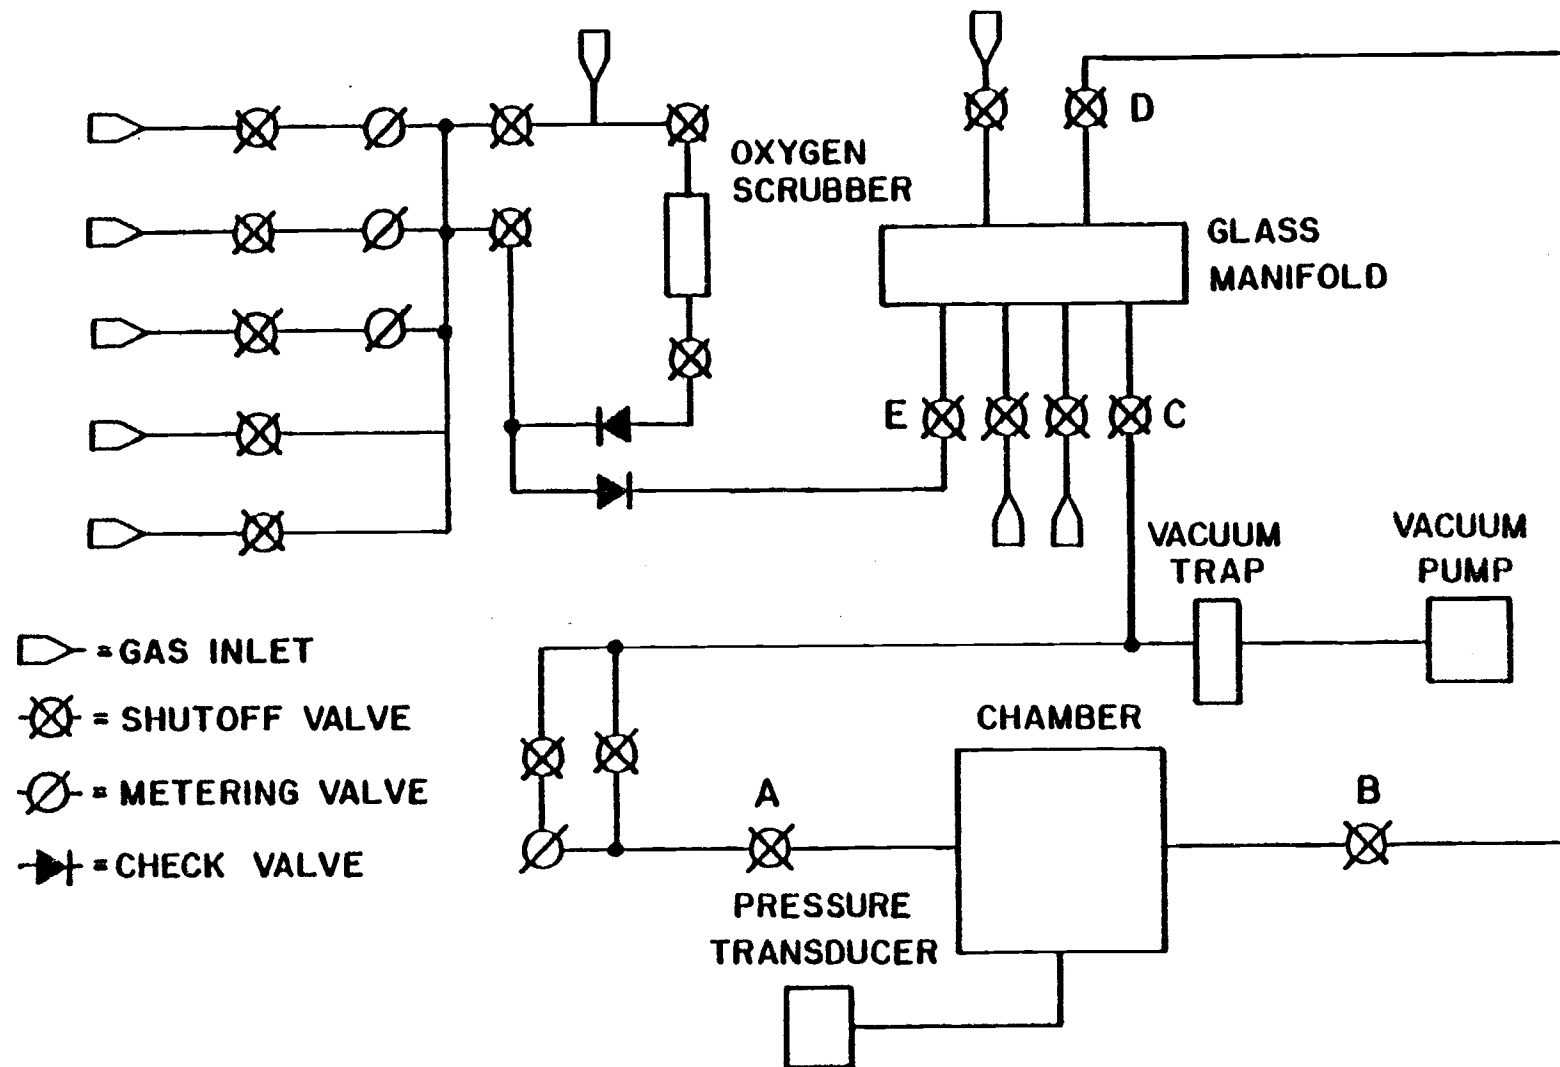 D
OXYGEN
SCRUBBER
GLASS
MANIFOLD
E
C
VACUUM
TRAP
VACUUM
PUMP
= GAS INLET
= SHUTOFF VALVE
= METERING VALVE
= CHECK VALVE
CHAMBER
A
B
PRESSURE
TRANSDUCER